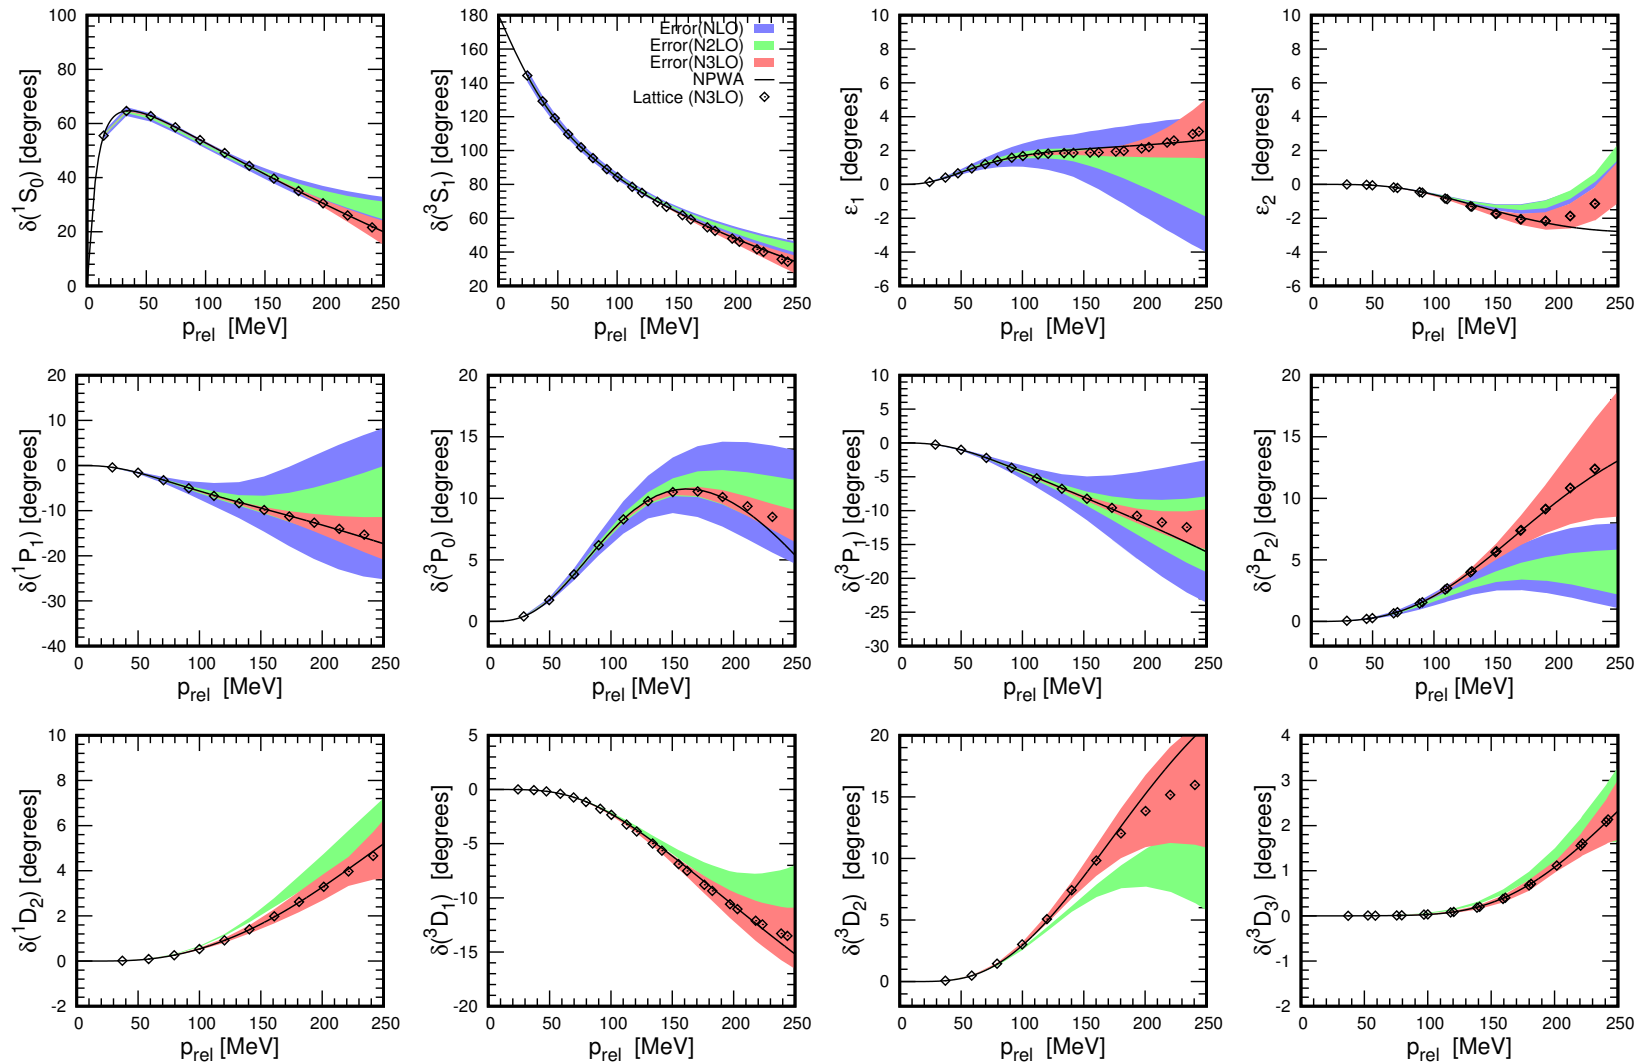 100
80
60
40
20
0
0 50 100 150 200 250
δ(¹S₀) [degrees]
p_rel [MeV]
180
160
140
120
100
80
60
40
20
0 50 100 150 200 250
δ(³S₁) [degrees]
p_rel [MeV]
Error(NLO)
Error(N2LO)
Error(N3LO)
NPWA
Lattice (N3LO)
10
8
6
4
2
0
-2
-4
-6
0 50 100 150 200 250
ε₁ [degrees]
p_rel [MeV]
10
8
6
4
2
0
-2
-4
-6
0 50 100 150 200 250
ε₂ [degrees]
p_rel [MeV]
20
10
0
-10
-20
-30
-40
0 50 100 150 200 250
δ(¹P₁) [degrees]
p_rel [MeV]
20
15
10
5
0
0 50 100 150 200 250
δ(³P₀) [degrees]
p_rel [MeV]
10
5
0
-5
-10
-15
-20
-25
-30
0 50 100 150 200 250
δ(³P₁) [degrees]
p_rel [MeV]
20
15
10
5
0
0 50 100 150 200 250
δ(³P₂) [degrees]
p_rel [MeV]
10
8
6
4
2
0
-2
0 50 100 150 200 250
δ(¹D₂) [degrees]
p_rel [MeV]
5
0
-5
-10
-15
-20
0 50 100 150 200 250
δ(³D₁) [degrees]
p_rel [MeV]
20
15
10
5
0
0 50 100 150 200 250
δ(³D₂) [degrees]
p_rel [MeV]
4
3
2
1
0
-1
-2
0 50 100 150 200 250
δ(³D₃) [degrees]
p_rel [MeV]